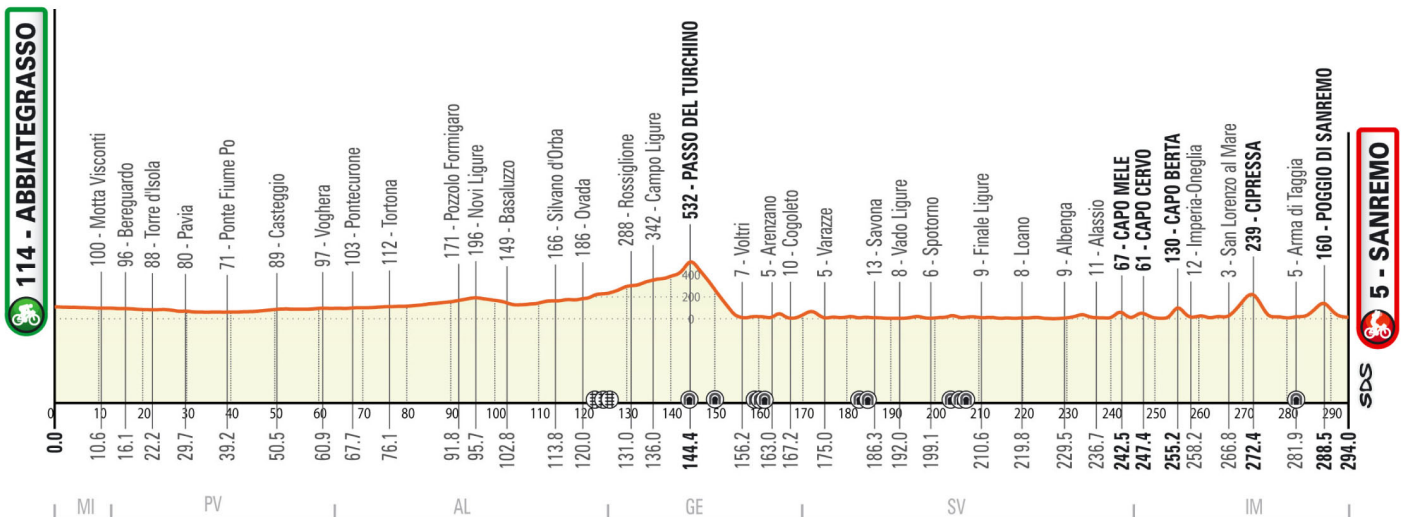 114 - ABBIATEGRASSO
100 - Motta Visconti
96 - Bereguardo
88 - Torre d'Isola
80 - Pavia
71 - Ponte Fiume Po
89 - Casteggio
97 - Voghera
103 - Pontecurone
112 - Tortona
171 - Pozzolo Formigaro
196 - Novi Ligure
149 - Basaluzzo
166 - Silvano d'Orba
186 - Ovada
288 - Rossiglione
342 - Campo Ligure
532 - PASSO DEL TURCHINO
7 - Voltri
5 - Arenzano
10 - Cogoleto
5 - Varazze
13 - Savona
8 - Vado Ligure
6 - Spotorno
9 - Finale Ligure
8 - Loano
9 - Albenga
11 - Alassio
67 - CAPO MELE
61 - CAPO CERVO
130 - CAPO BERTA
12 - Imperia-Oneglia
3 - San Lorenzo al Mare
239 - CIPRESSA
5 - Arma di Taggia
160 - POGGIO DI SANREMO
5 - SANREMO
400
200
0
SDS
0 10 20 30 40 50 60 70 80 90 100 110 120 130 140 150 160 170 180 190 200 210 220 230 240 250 260 270 280 290
0.0
10.6
16.1
22.2
29.7
39.2
50.5
60.9
67.7
76.1
91.8
95.7
102.8
113.8
120.0
131.0
136.0
144.4
156.2
163.0
167.2
175.0
186.3
192.0
199.1
210.6
219.8
229.5
236.7
242.5
247.4
255.2
258.2
266.8
272.4
281.9
288.5
294.0
MI PV AL GE SV IM